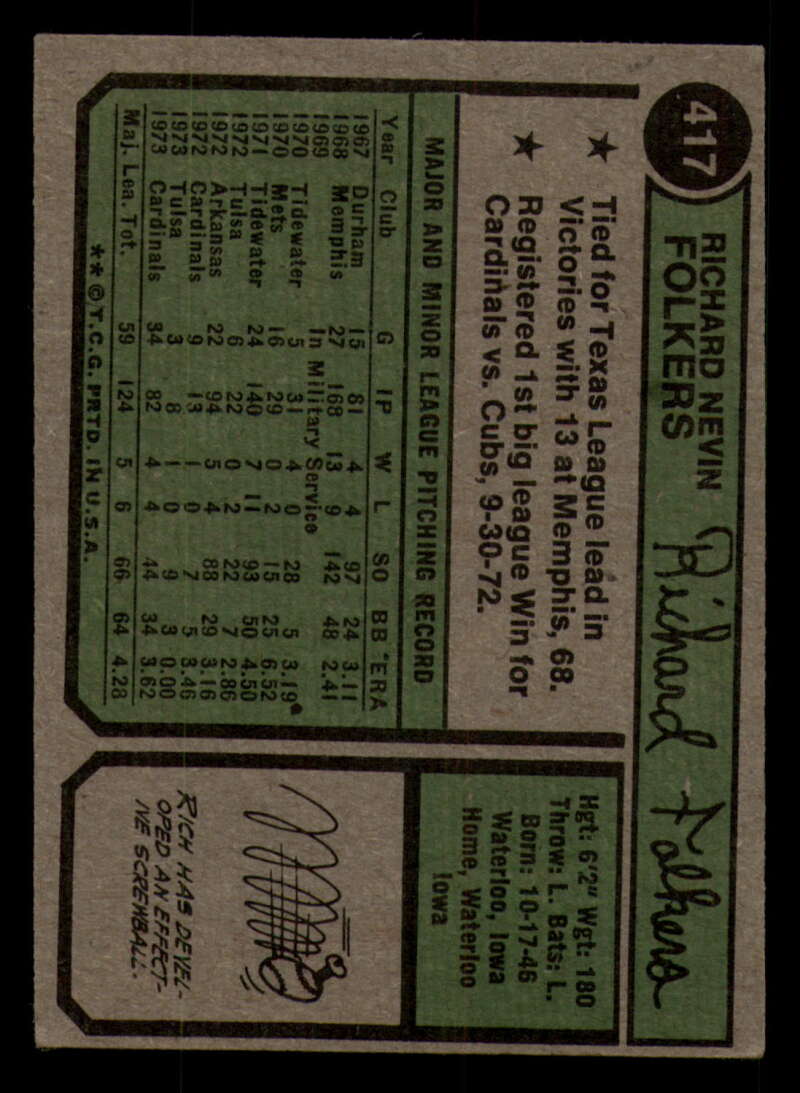 417
RICHARD NEVIN
FOLKERS
Richard Folkers
★ Tied for Texas League lead in
Victories with 13 at Memphis, 68.
★ Registered 1st big league Win for
Cardinals vs. Cubs, 9-30-72.
Hgt: 6'2" Wgt: 180
Throw: L. Bats: L.
Born: 10-17-46
Waterloo, Iowa
Home, Waterloo
Iowa
MAJOR AND MINOR LEAGUE PITCHING RECORD
Year Club G IP W L SO BB ERA
1967 Durham 15 81 4 4 97 24 3.11
1968 Memphis 27 168 13 9 142 48 2.41
1969 In Military Service
1970 Tidewater 5 31 4 0 28 5 3.19
1970 Mets 16 29 0 2 15 25 6.52
1971 Tidewater 24 140 7 11 93 50 4.50
1972 Tulsa 6 22 0 2 22 7 2.86
1972 Arkansas 22 94 5 4 88 29 3.16
1972 Cardinals 9 13 1 0 7 5 3.46
1973 Tulsa 3 8 1 0 9 3 0.00
1973 Cardinals 34 82 4 4 44 34 3.62
Maj. Lea. Tot. 59 124 5 6 66 64 4.28
**©T.C.G. PRTD. IN U.S.A.
RICH HAS DEVEL-
OPED AN EFFECT-
IVE SCREWBALL.